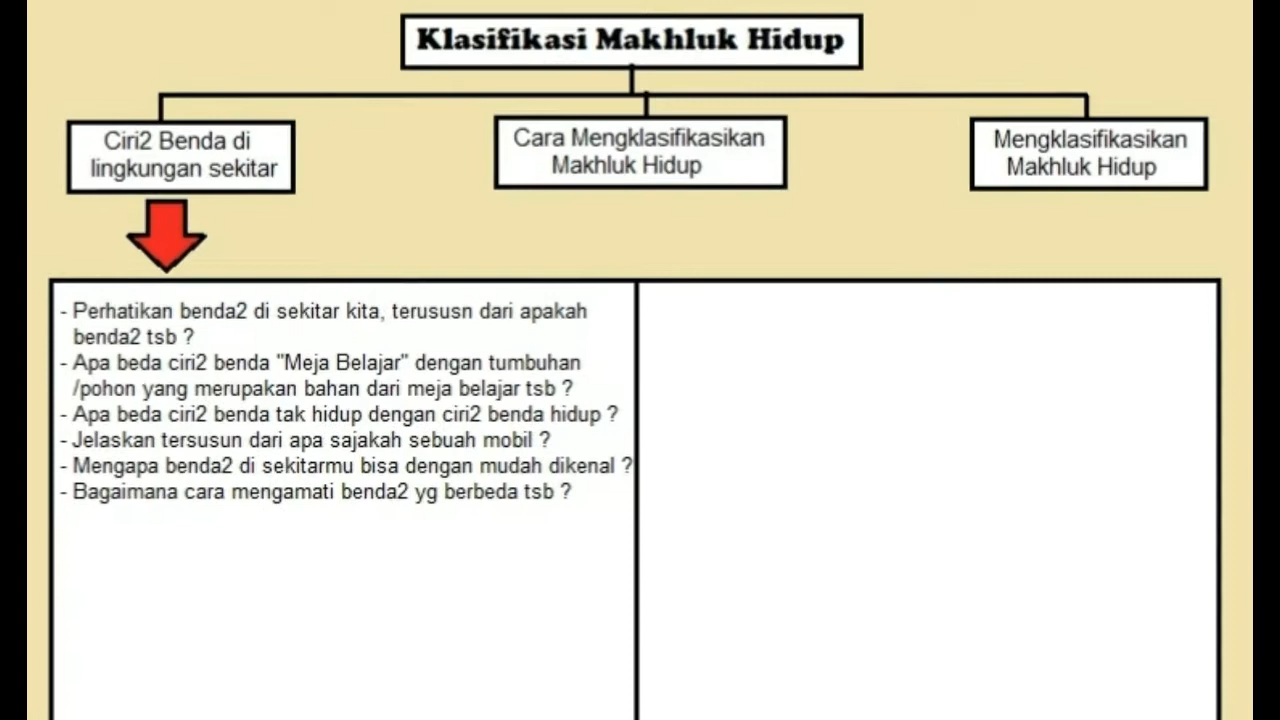 Klasifikasi Makhluk Hidup
Ciri2 Benda di
lingkungan sekitar
Cara Mengklasifikasikan
Makhluk Hidup
Mengklasifikasikan
Makhluk Hidup
- Perhatikan benda2 di sekitar kita, terususn dari apakah
benda2 tsb ?
- Apa beda ciri2 benda "Meja Belajar" dengan tumbuhan
/pohon yang merupakan bahan dari meja belajar tsb ?
- Apa beda ciri2 benda tak hidup dengan ciri2 benda hidup ?
- Jelaskan tersusun dari apa sajakah sebuah mobil ?
- Mengapa benda2 di sekitarmu bisa dengan mudah dikenal ?
- Bagaimana cara mengamati benda2 yg berbeda tsb ?